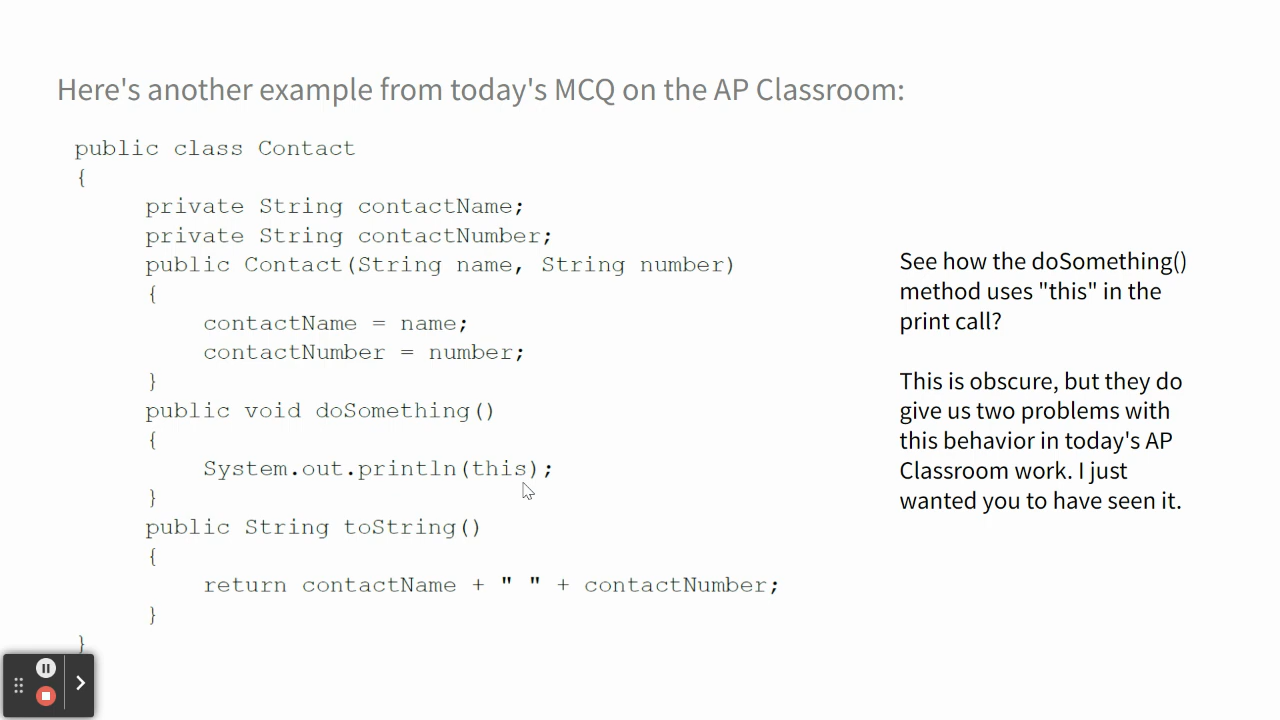 Here's another example from today's MCQ on the AP Classroom:
public class Contact
{
private String contactName;
private String contactNumber;
public Contact(String name, String number)
{
contactName = name;
contactNumber = number;
}
public void doSomething()
{
System.out.println(this);
}
public String toString()
{
return contactName + " " + contactNumber;
}
}
See how the doSomething()
method uses "this" in the
print call?
This is obscure, but they do
give us two problems with
this behavior in today's AP
Classroom work. I just
wanted you to have seen it.